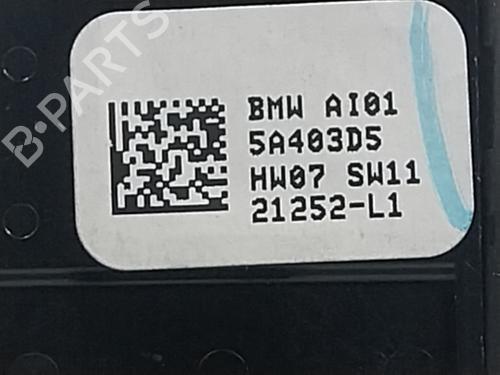 B-PARTS
BMW AI01
5A403D5
HW07 SW11
21252-L1